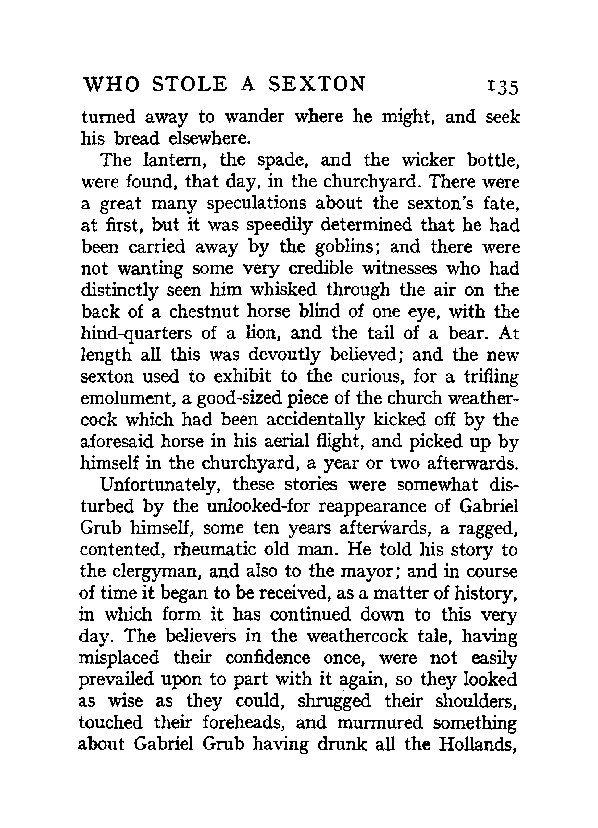 WHO STOLE A SEXTON 135
turned away to wander where he might, and seek
his bread elsewhere.
The lantern, the spade, and the wicker bottle,
were found, that day, in the churchyard. There were
a great many speculations about the sexton's fate,
at first, but it was speedily determined that he had
been carried away by the goblins; and there were
not wanting some very credible witnesses who had
distinctly seen him whisked through the air on the
back of a chestnut horse blind of one eye, with the
hind-quarters of a lion, and the tail of a bear. At
length all this was devoutly believed; and the new
sexton used to exhibit to the curious, for a trifling
emolument, a good-sized piece of the church weather-
cock which had been accidentally kicked off by the
aforesaid horse in his aerial flight, and picked up by
himself in the churchyard, a year or two afterwards.
Unfortunately, these stories were somewhat dis-
turbed by the unlooked-for reappearance of Gabriel
Grub himself, some ten years afterwards, a ragged,
contented, rheumatic old man. He told his story to
the clergyman, and also to the mayor; and in course
of time it began to be received, as a matter of history,
in which form it has continued down to this very
day. The believers in the weathercock tale, having
misplaced their confidence once, were not easily
prevailed upon to part with it again, so they looked
as wise as they could, shrugged their shoulders,
touched their foreheads, and murmured something
about Gabriel Grub having drunk all the Hollands,